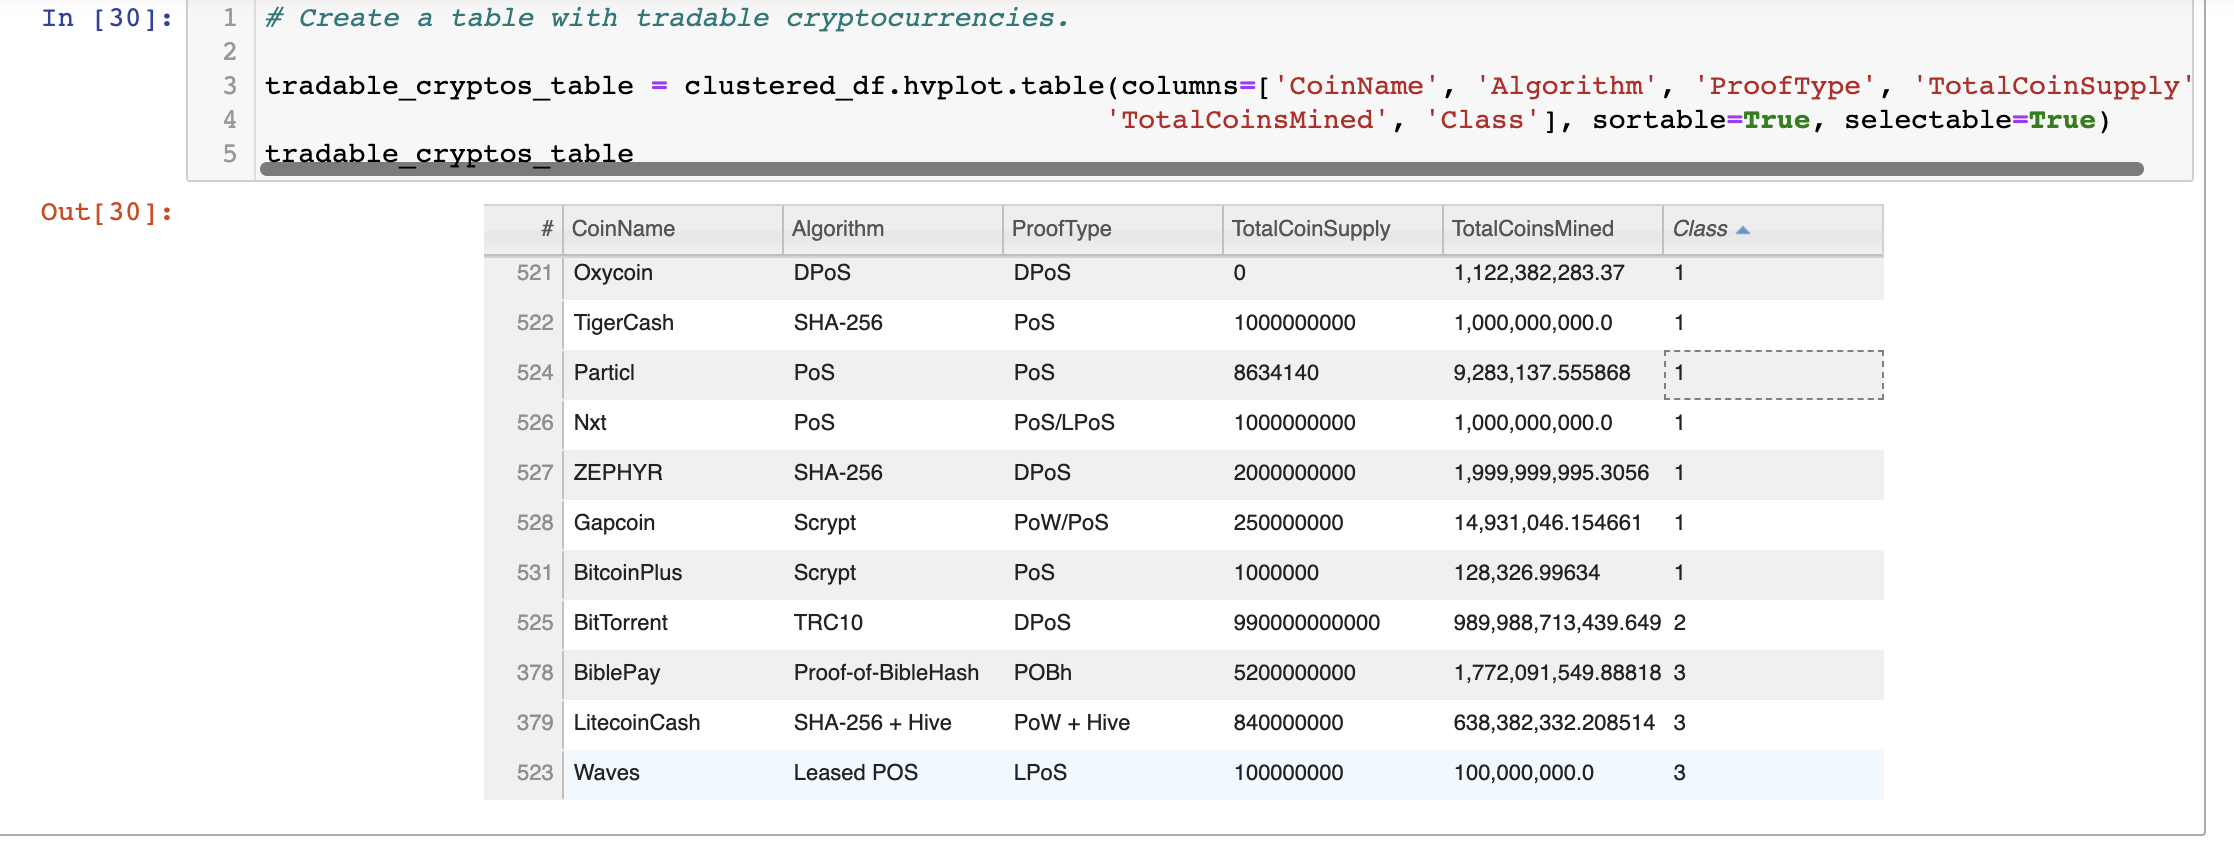 In [30]:
1 # Create a table with tradable cryptocurrencies.
2
3 tradable_cryptos_table = clustered_df.hvplot.table(columns=['CoinName', 'Algorithm', 'ProofType', 'TotalCoinSupply'
4 'TotalCoinsMined', 'Class'], sortable=True, selectable=True)
5 tradable_cryptos_table
Out[30]:
# CoinName Algorithm ProofType TotalCoinSupply TotalCoinsMined Class
521 Oxycoin DPoS DPoS 0 1,122,382,283.37 1
522 TigerCash SHA-256 PoS 1000000000 1,000,000,000.0 1
524 Particl PoS PoS 8634140 9,283,137.555868 1
526 Nxt PoS PoS/LPoS 1000000000 1,000,000,000.0 1
527 ZEPHYR SHA-256 DPoS 2000000000 1,999,999,995.3056 1
528 Gapcoin Scrypt PoW/PoS 250000000 14,931,046.154661 1
531 BitcoinPlus Scrypt PoS 1000000 128,326.99634 1
525 BitTorrent TRC10 DPoS 990000000000 989,988,713,439.649 2
378 BiblePay Proof-of-BibleHash POBh 5200000000 1,772,091,549.88818 3
379 LitecoinCash SHA-256 + Hive PoW + Hive 840000000 638,382,332.208514 3
523 Waves Leased POS LPoS 100000000 100,000,000.0 3